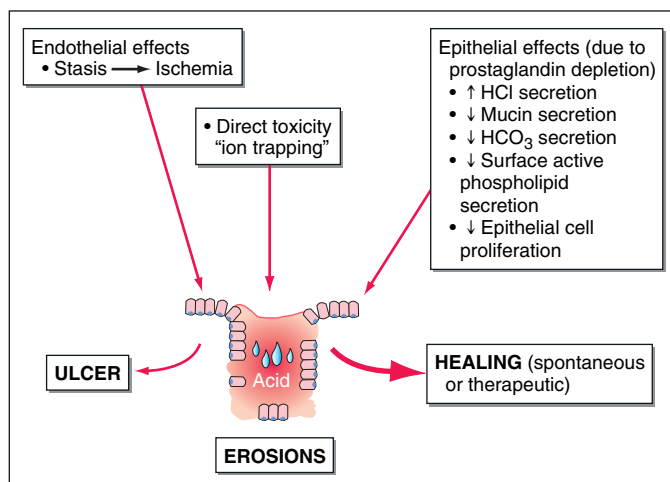 Endothelial effects
• Stasis → Ischemia
• Direct toxicity
“ion trapping”
Epithelial effects (due to
prostaglandin depletion)
• ↑ HCl secretion
• ↓ Mucin secretion
• ↓ HCO3 secretion
• ↓ Surface active
phospholipid
secretion
• ↓ Epithelial cell
proliferation
Acid
ULCER
HEALING (spontaneous
or therapeutic)
EROSIONS